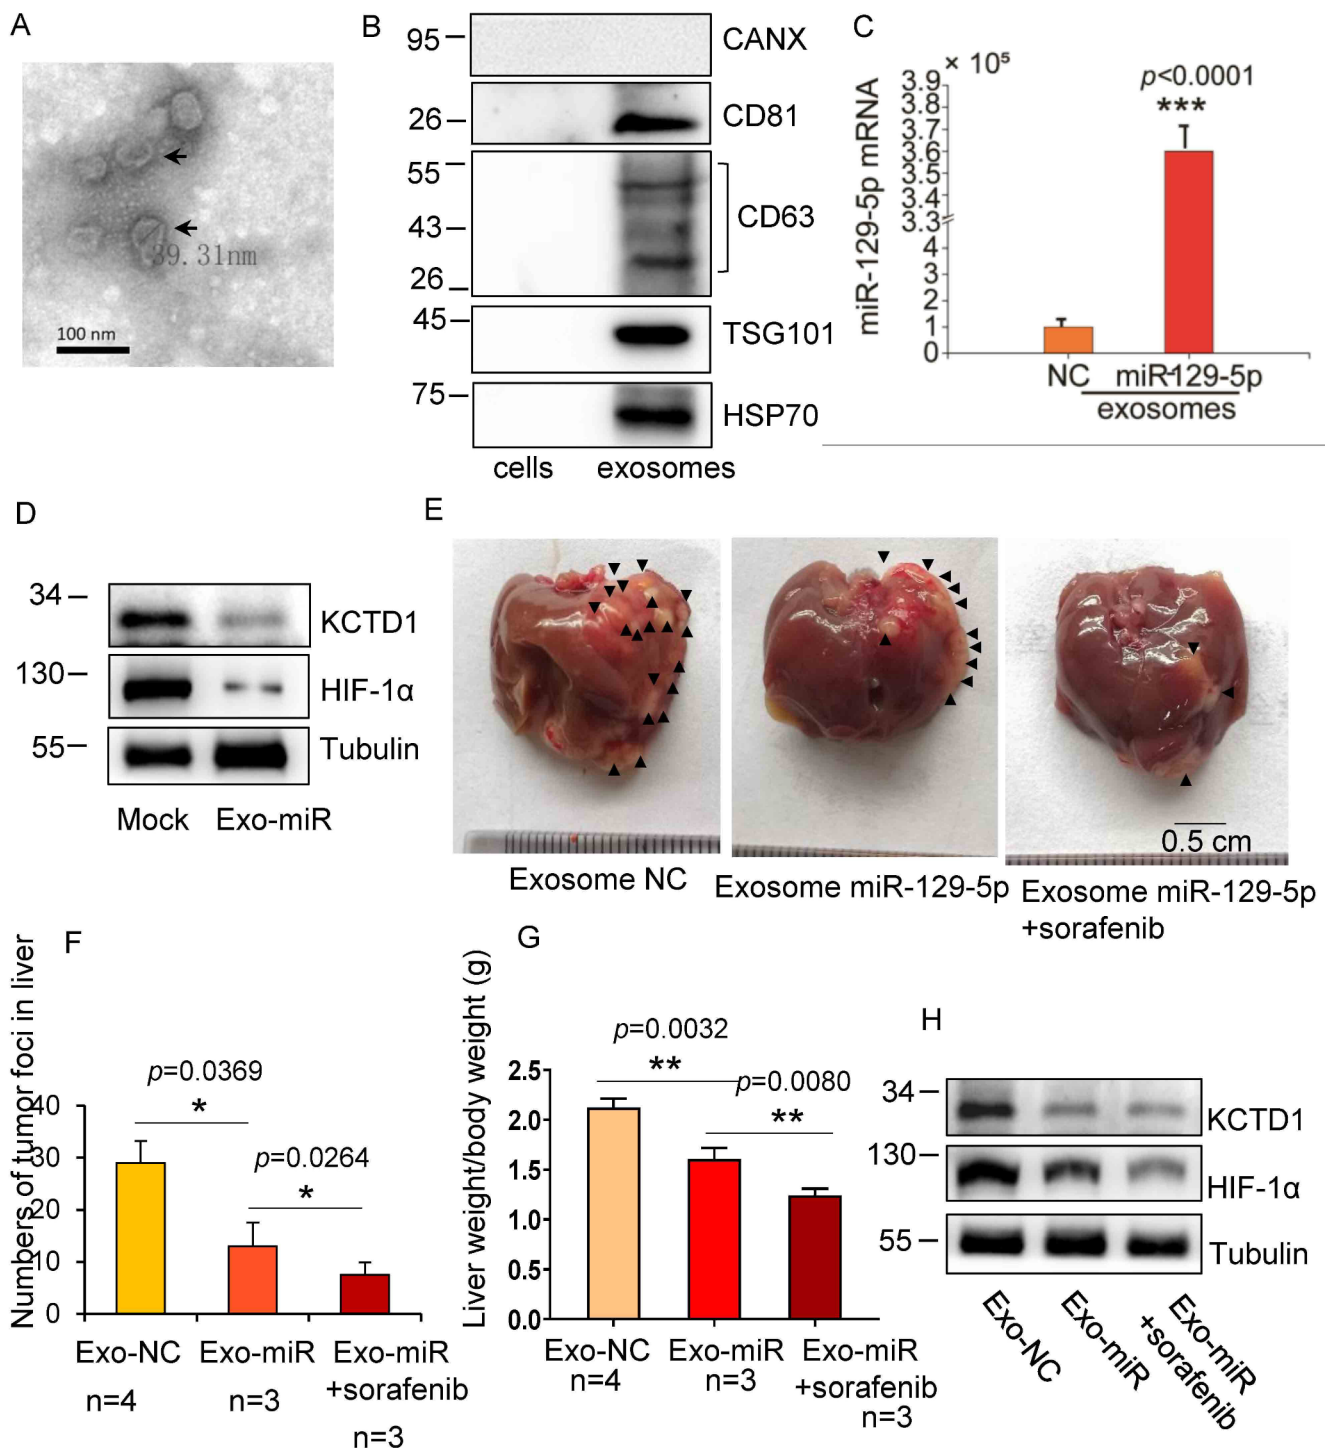 A
39.31nm
100 nm
B
95
CANX
26
CD81
55
43
26
CD63
45
TSG101
75
HSP70
cells exosomes
C
× 10⁵
3.9
3.8
3.7
3.6
3.5
3.4
3.3
4
3
2
1
0
miR-129-5p mRNA
p<0.0001
***
NC miR-129-5p
exosomes
D
34
KCTD1
130
HIF-1α
55
Tubulin
Mock Exo-miR
E
0.5 cm
Exosome NC
Exosome miR-129-5p
Exosome miR-129-5p
+sorafenib
F
Numbers of tumor foci in liver
40
30
20
10
0
p=0.0369
*
p=0.0264
*
Exo-NC Exo-miR Exo-miR
+sorafenib
n=4 n=3
n=3
G
Liver weight/body weight (g)
2.5
2.0
1.5
1.0
0.5
0.0
p=0.0032
**
p=0.0080
**
Exo-NC Exo-miR Exo-miR
+sorafenib
n=4 n=3
n=3
H
34
KCTD1
130
HIF-1α
55
Tubulin
Exo-NC
Exo-miR
Exo-miR
+sorafenib